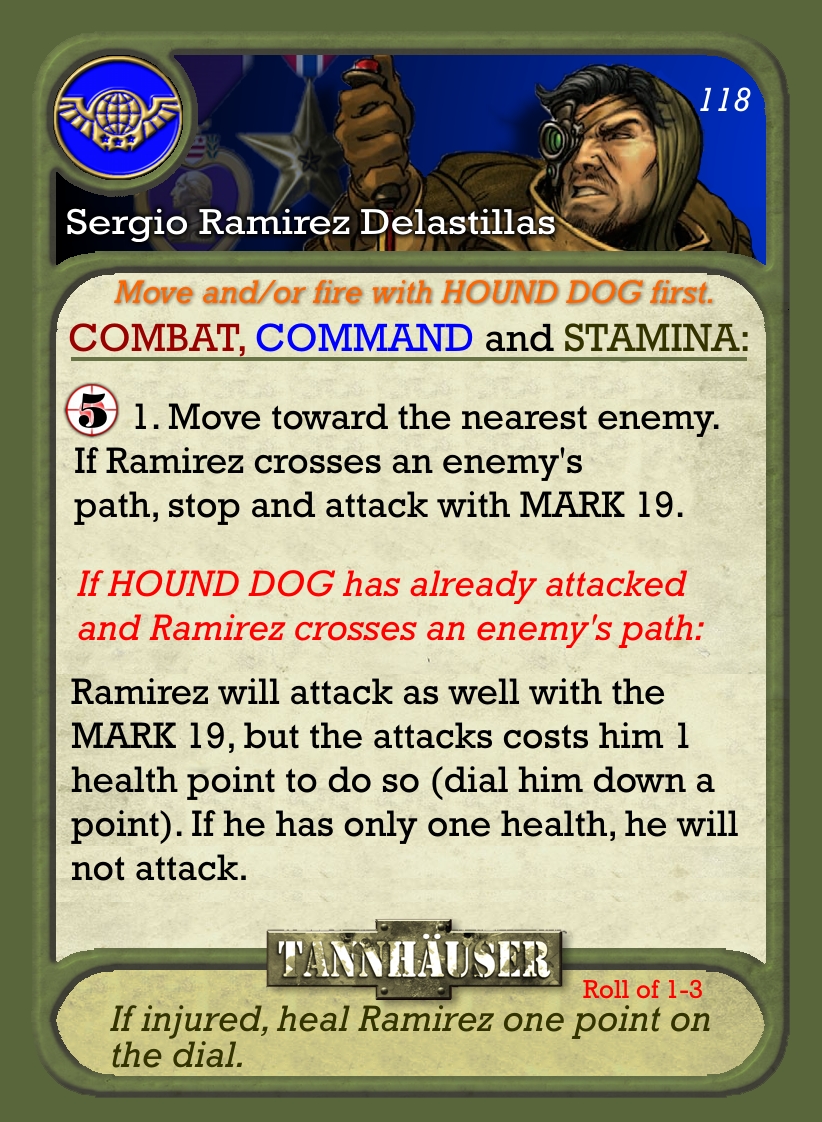 118
Sergio Ramirez Delastillas
Move and/or fire with HOUND DOG first.
COMBAT, COMMAND and STAMINA:
5 1. Move toward the nearest enemy.
If Ramirez crosses an enemy's
path, stop and attack with MARK 19.
If HOUND DOG has already attacked
and Ramirez crosses an enemy's path:
Ramirez will attack as well with the
MARK 19, but the attacks costs him 1
health point to do so (dial him down a
point). If he has only one health, he will
not attack.
TANNHÄUSER
Roll of 1-3
If injured, heal Ramirez one point on
the dial.